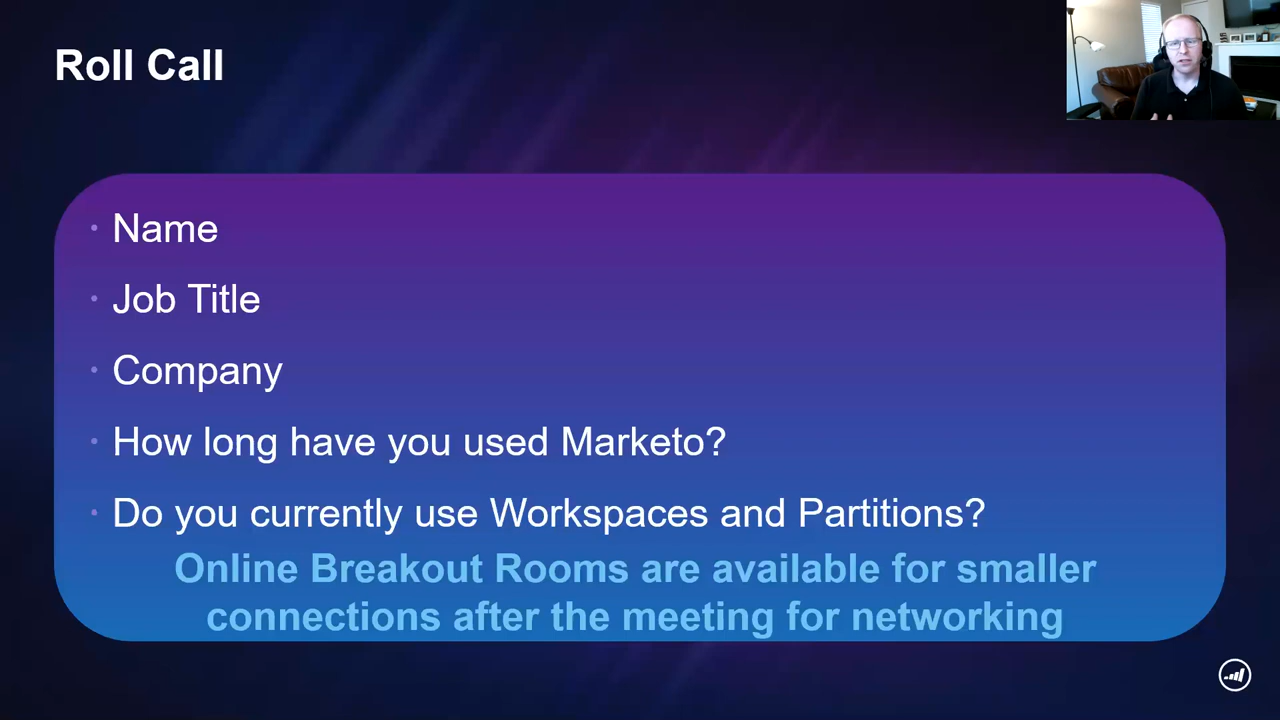 Roll Call
· Name
· Job Title
· Company
· How long have you used Marketo?
· Do you currently use Workspaces and Partitions?
Online Breakout Rooms are available for smaller
connections after the meeting for networking